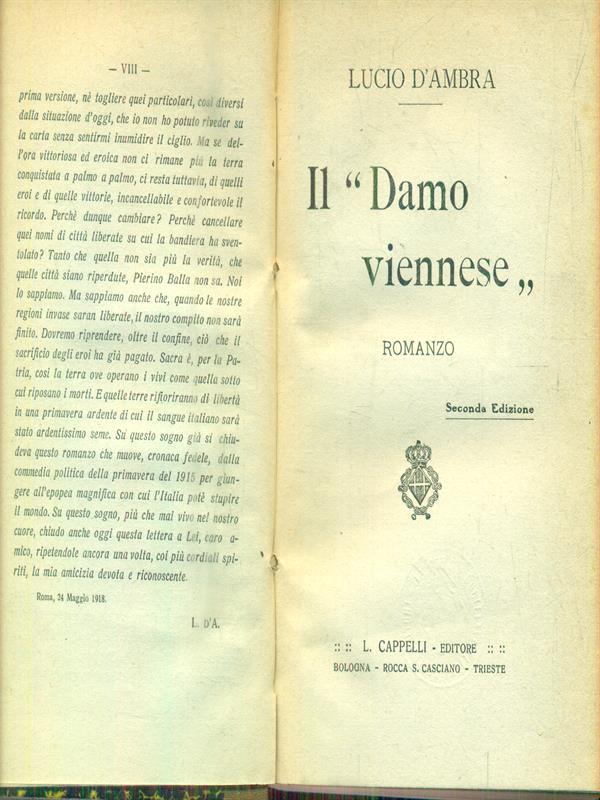 — VIII —
prima versione, nè togliere quei particolari, così diversi
dalla situazione d'oggi, che io non ho potuto riveder su
la carta senza sentirmi inumidire il ciglio. Ma se del-
l'ora vittoriosa ed eroica non ci rimane più la terra
conquistata a palmo a palmo, ci resta tuttavia, di quelli
eroi e di quelle vittorie, incancellabile e confortevole il
ricordo. Perchè dunque cambiare? Perchè cancellare
quei nomi di città liberate su cui la bandiera ha sven-
tolato? Tanto che quella non sia più la verità, che
quelle città siano riperdute, Pierino Balla non sa. Noi
lo sappiamo. Ma sappiamo anche che, quando le nostre
regioni invase saran liberate, il nostro compito non sarà
finito. Dovremo riprendere, oltre il confine, ciò che il
sacrificio degli eroi ha già pagato. Sacra è, per la Pa-
tria, così la terra ove operano i vivi come quella sotto
cui riposano i morti. E quelle terre rifioriranno di libertà
in una primavera ardente di cui il sangue italiano sarà
stato ardentissimo seme. Su questo sogno già si chiu-
deva questo romanzo che muove, cronaca fedele, dalla
commedia politica della primavera del 1915 per giun-
gere all'epopea magnifica con cui l'Italia potè stupire
il mondo. Su questo sogno, più che mai vivo nel nostro
cuore, chiudo anche oggi questa lettera a Lei, caro a-
mico, ripetendole ancora una volta, coi più cordiali spi-
riti, la mia amicizia devota e riconoscente.
Roma, 24 Maggio 1918.
L. D'A.
LUCIO D'AMBRA
Il “ Damo
viennese „
ROMANZO
Seconda Edizione
:: :: L. CAPPELLI - EDITORE :: ::
BOLOGNA - ROCCA S. CASCIANO - TRIESTE